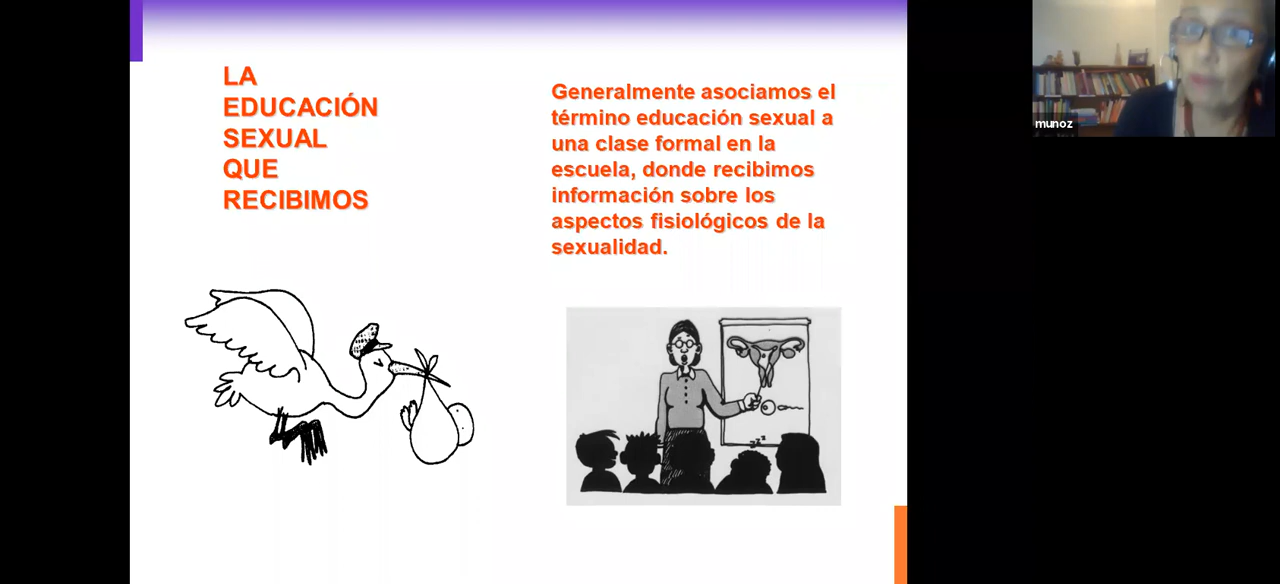 LA
EDUCACIÓN
SEXUAL
QUE
RECIBIMOS
Generalmente asociamos el
término educación sexual a
una clase formal en la
escuela, donde recibimos
información sobre los
aspectos fisiológicos de la
sexualidad.
zzz
munoz